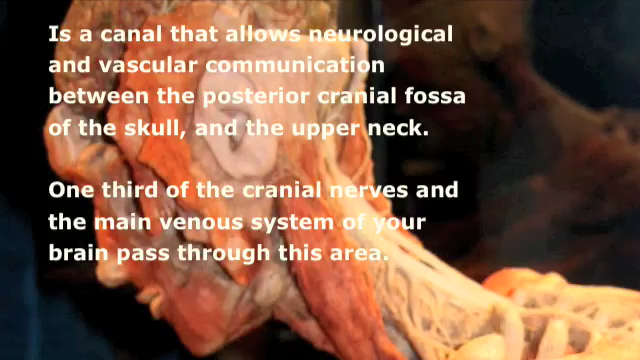 Is a canal that allows neurological
and vascular communication
between the posterior cranial fossa
of the skull, and the upper neck.
One third of the cranial nerves and
the main venous system of your
brain pass through this area.